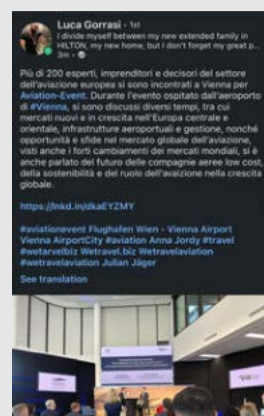 Luca Gorrasi · 1st
I divide myself between my new extended family in
HILTON, my new home, but I don't forget my great p...
3m ·
Più di 200 esperti, imprenditori e decisori del settore
dell'aviazione europea si sono incontrati a Vienna per
Aviation-Event. Durante l'evento ospitato dall'aeroporto
di #Vienna, si sono discussi diversi temi, tra cui
mercati nuovi e in crescita nell'Europa centrale e
orientale, infrastrutture aeroportuali e gestione, nonché
opportunità e sfide nel mercato globale dell'aviazione,
visti anche i forti cambiamenti dei mercati mondiali, si è
anche parlato del futuro delle compagnie aeree low cost,
della sostenibilità e del ruolo dell'avaizione nella crescita
globale.
https://lnkd.in/dkaEYZMY
#aviationevent Flughafen Wien - Vienna Airport
Vienna AirportCity #aviation Anna Jordy #travel
#wetarvelbiz Wetravel.biz Wetravelaviation
#wetravelaviation Julian Jäger
See translation